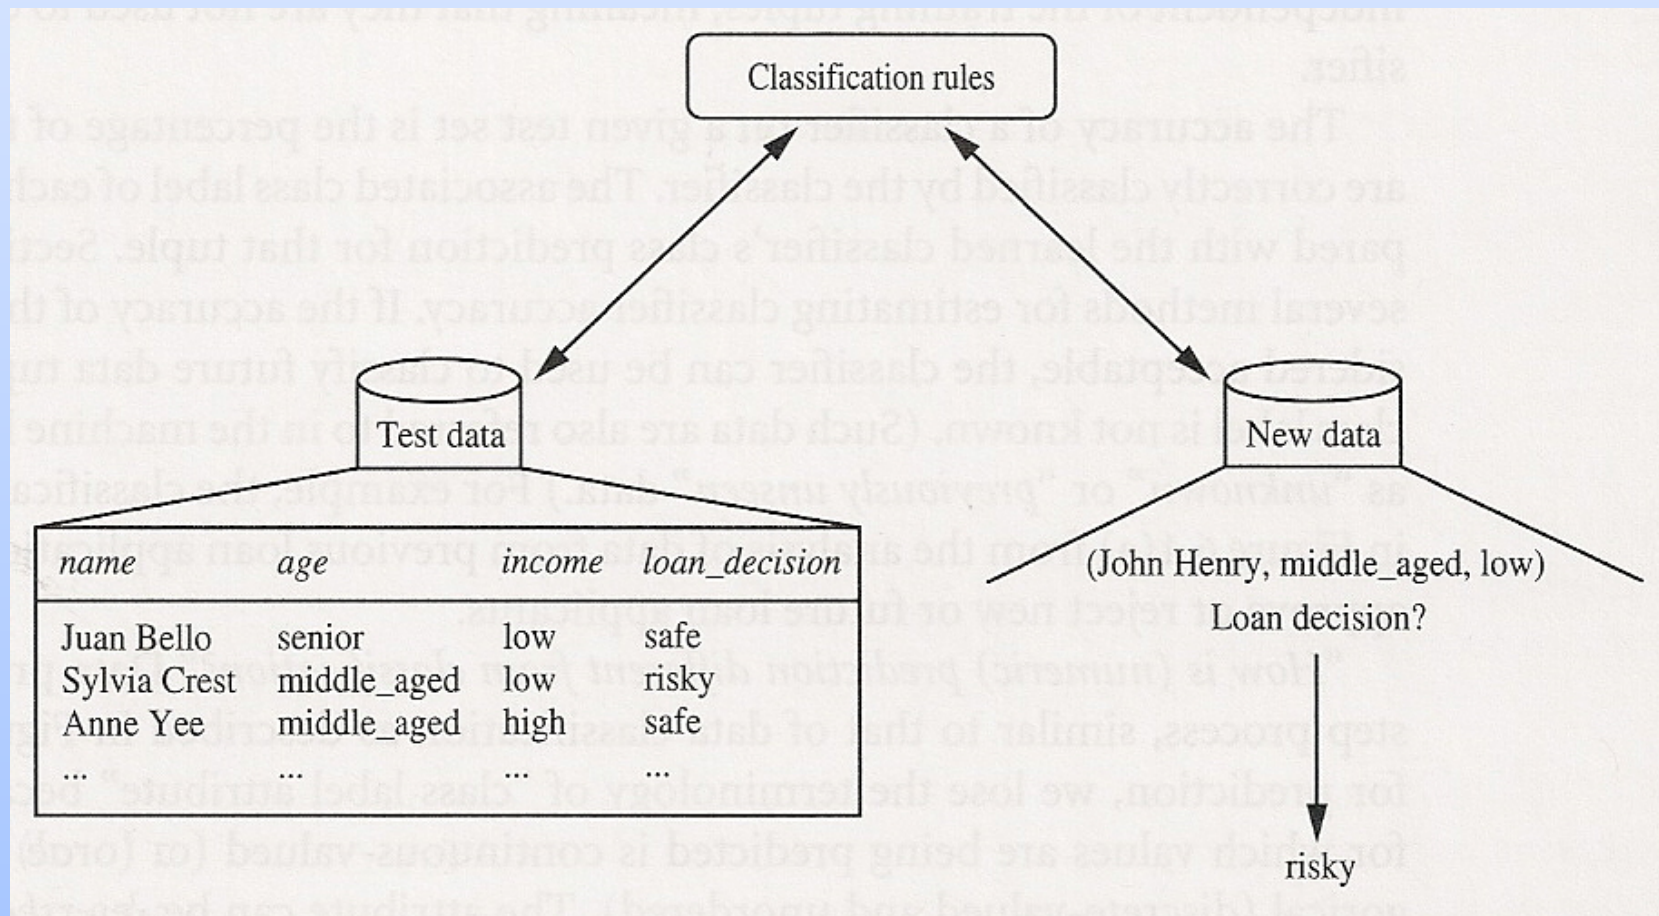 Classification rules
Test data
New data
name age income loan_decision
Juan Bello senior low safe
Sylvia Crest middle_aged low risky
Anne Yee middle_aged high safe
... ... ... ...
(John Henry, middle_aged, low)
Loan decision?
risky